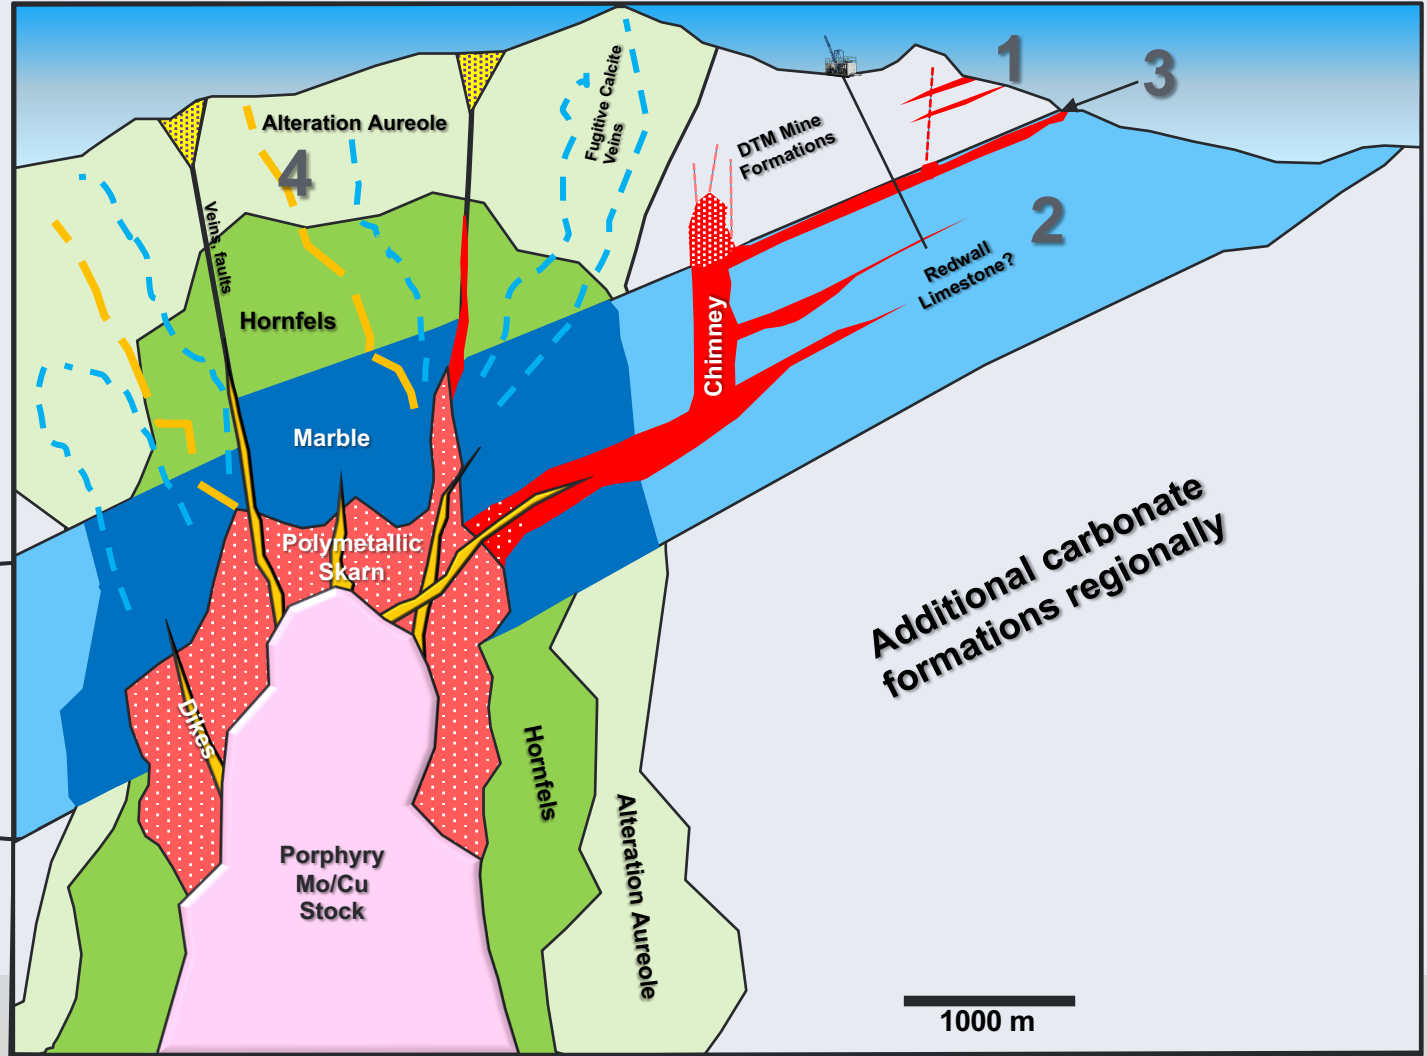 1
3
Alteration Aureole
4
Fugitive Calcite
Veins
DTM Mine
Formations
2
Redwall
Limestone?
Veins, faults
Hornfels
Chimney
Marble
Polymetallic
Skarn
Additional carbonate
formations regionally
Dikes
Hornfels
Alteration Aureole
Porphyry
Mo/Cu
Stock
1000 m